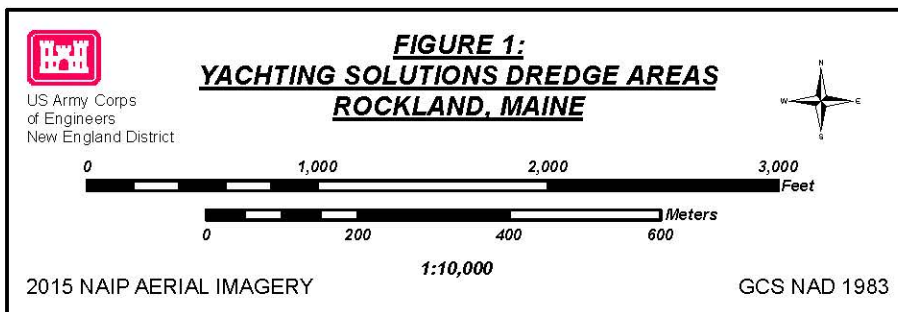 FIGURE 1:
YACHTING SOLUTIONS DREDGE AREAS
ROCKLAND, MAINE
US Army Corps
of Engineers
New England District
N
W E
S
0 1,000 2,000 3,000
Feet
Meters
0 200 400 600
1:10,000
2015 NAIP AERIAL IMAGERY GCS NAD 1983